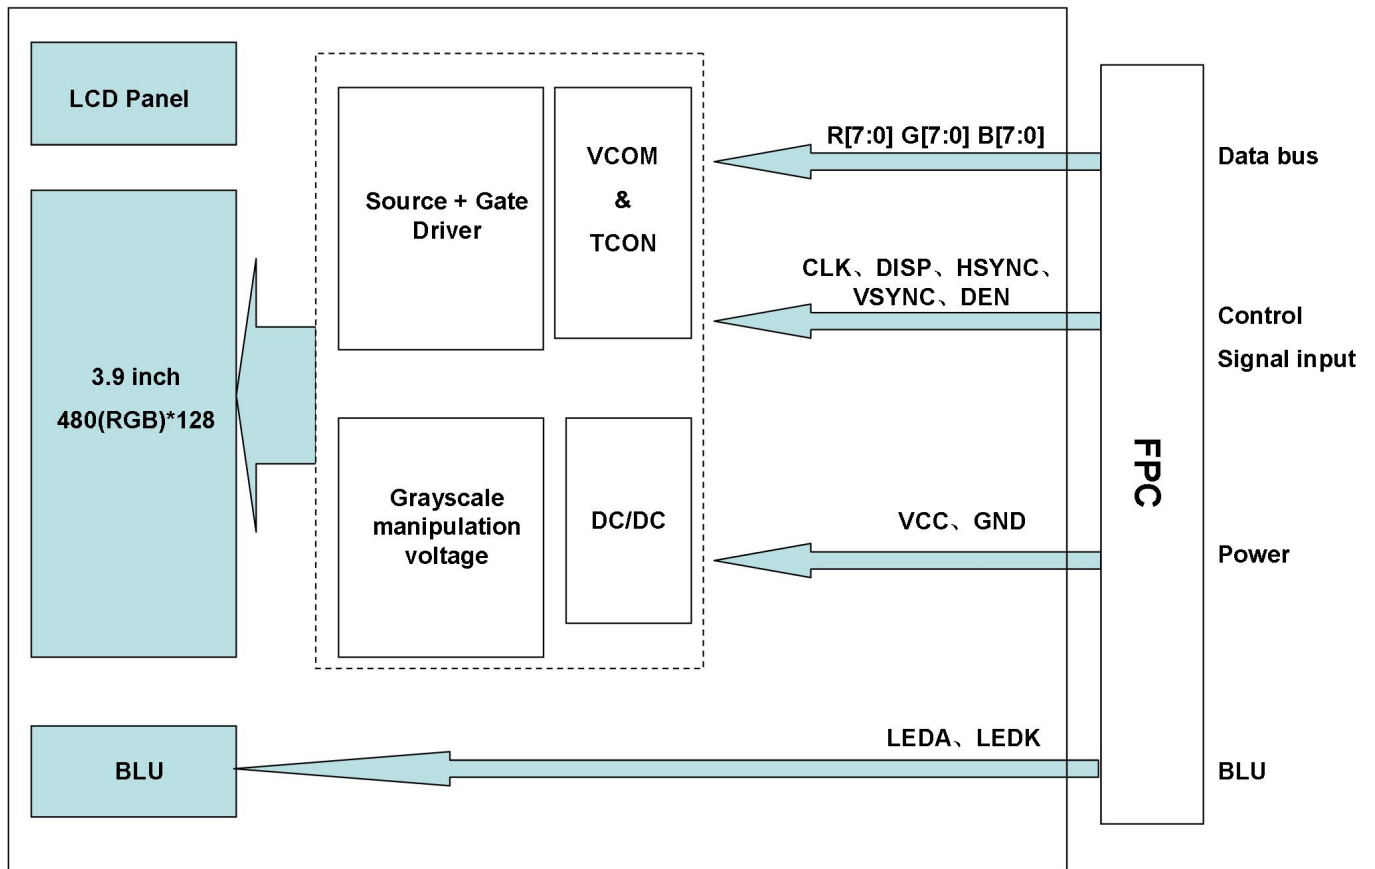 LCD Panel
3.9 inch
480(RGB)*128
BLU
Source + Gate
Driver
VCOM
&
TCON
Grayscale
manipulation
voltage
DC/DC
R[7:0] G[7:0] B[7:0]
CLK、DISP、HSYNC、
VSYNC、DEN
VCC、GND
LEDA、LEDK
FPC
Data bus
Control
Signal input
Power
BLU